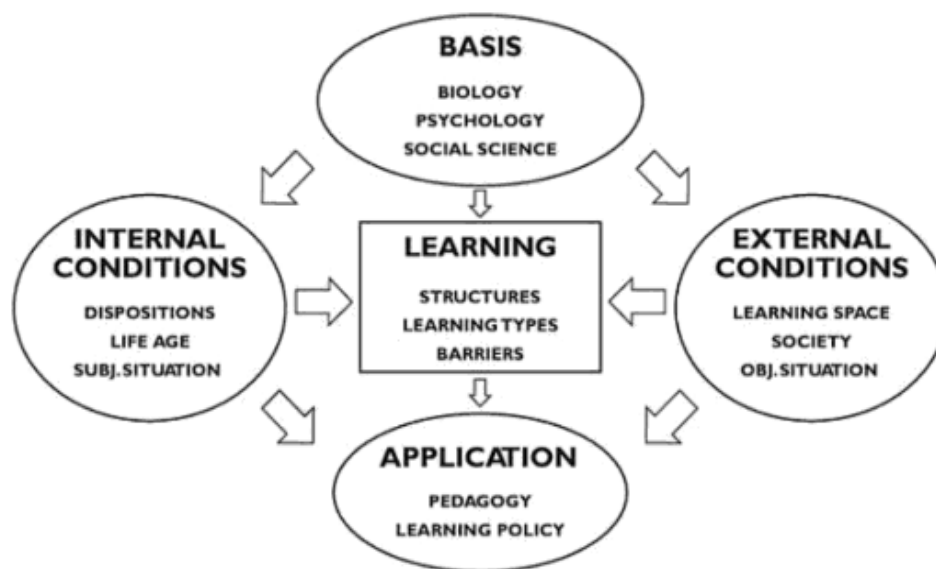 BASIS
BIOLOGY
PSYCHOLOGY
SOCIAL SCIENCE
INTERNAL
CONDITIONS
DISPOSITIONS
LIFE AGE
SUBJ.SITUATION
LEARNING
STRUCTURES
LEARNING TYPES
BARRIERS
EXTERNAL
CONDITIONS
LEARNING SPACE
SOCIETY
OBJ.SITUATION
APPLICATION
PEDAGOGY
LEARNING POLICY